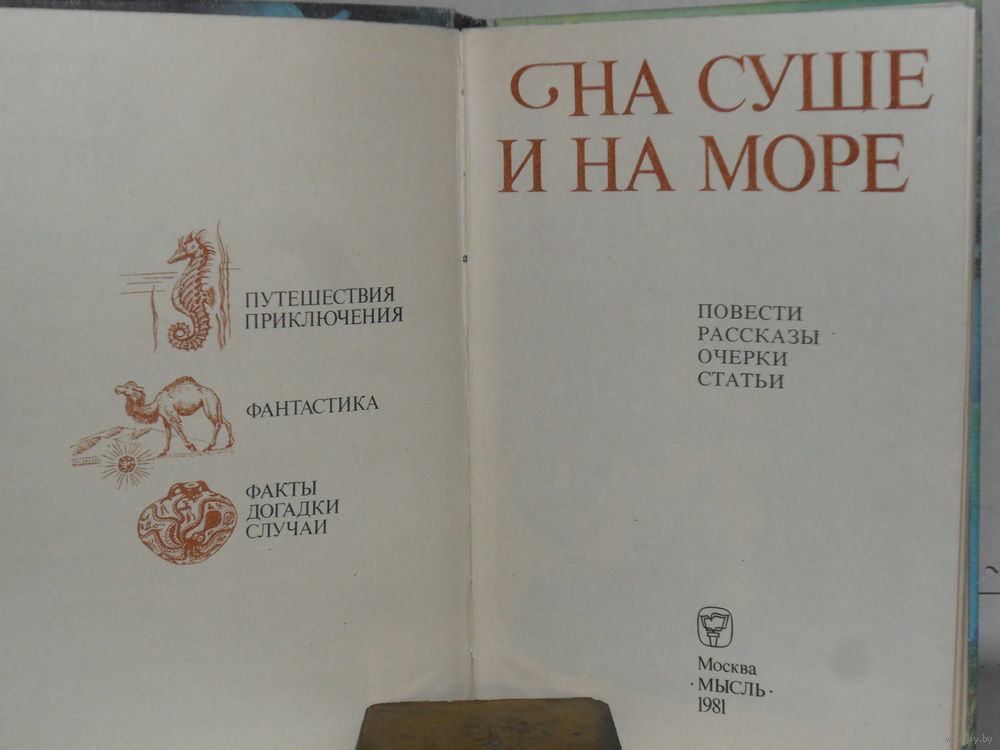 ПУТЕШЕСТВИЯ
ПРИКЛЮЧЕНИЯ
ФАНТАСТИКА
ФАКТЫ
ДОГАДКИ
СЛУЧАИ
НА СУШЕ
И НА МОРЕ
ПОВЕСТИ
РАССКАЗЫ
ОЧЕРКИ
СТАТЬИ
Москва
·МЫСЛЬ·
1981